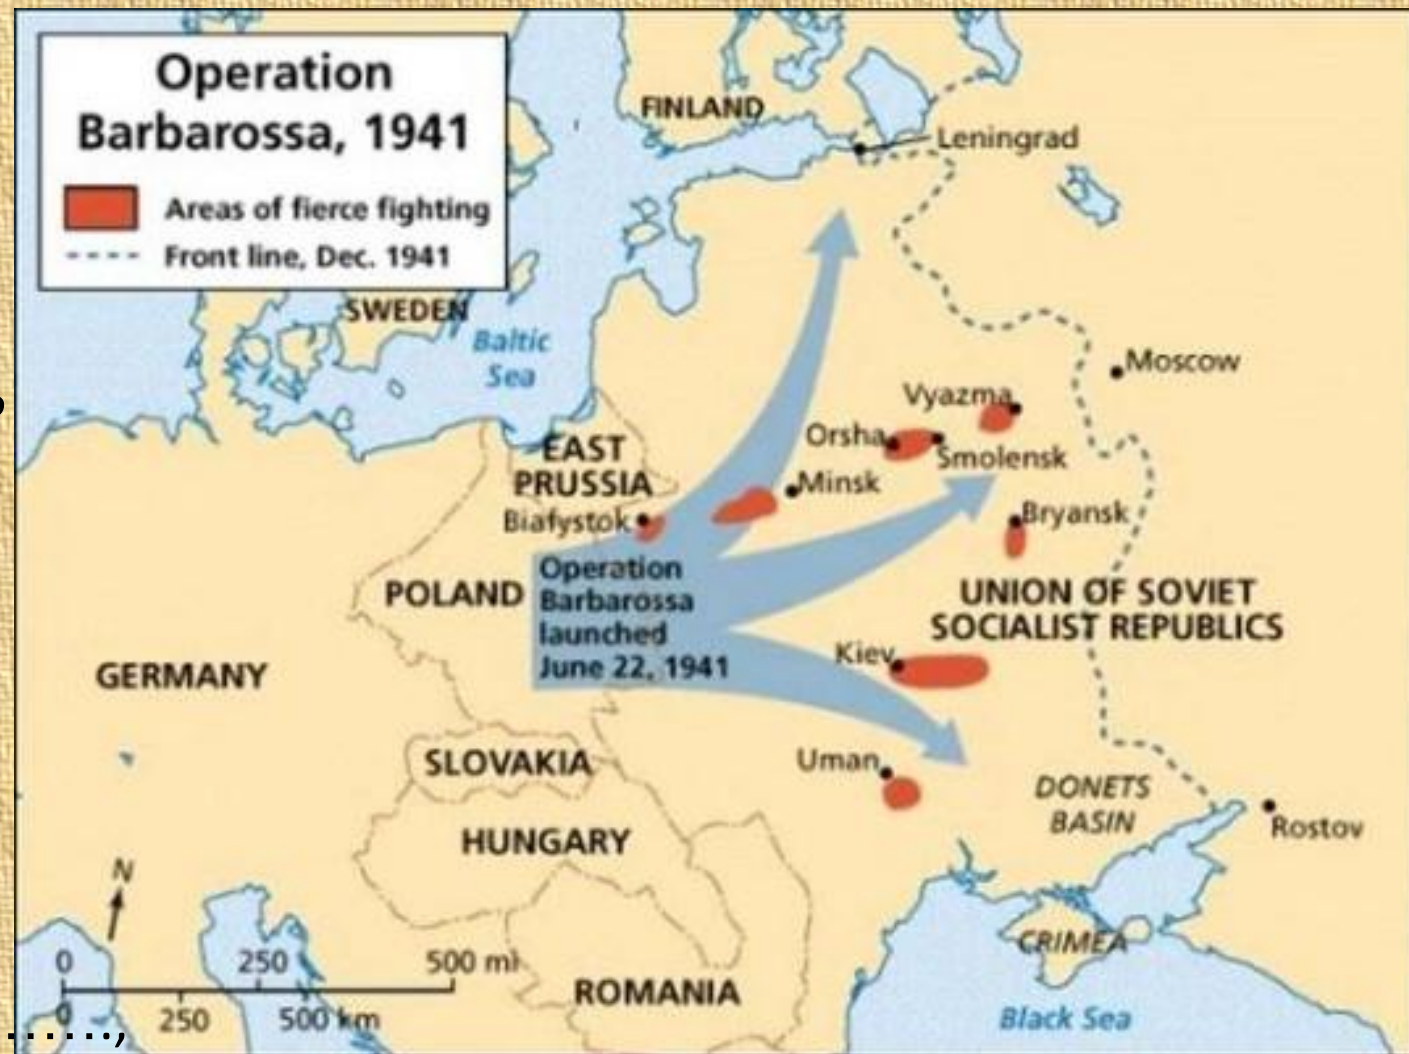 Operation
Barbarossa, 1941
Areas of fierce fighting
Front line, Dec. 1941
FINLAND
Leningrad
SWEDEN
Baltic
Sea
Moscow
Vyazma
Orsha
Smolensk
EAST
PRUSSIA
Minsk
Biafystok
Bryansk
POLAND
Operation
Barbarossa
launched
June 22, 1941
UNION OF SOVIET
SOCIALIST REPUBLICS
Kiev
GERMANY
SLOVAKIA
Uman
DONETS
BASIN
Rostov
HUNGARY
N
CRIMEA
0 250 500 mi
0 250 500 km
ROMANIA
Black Sea
......,